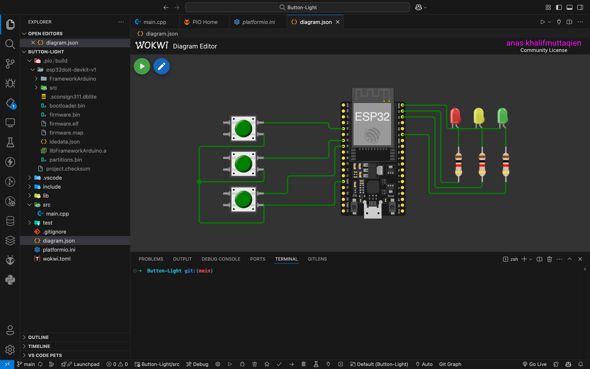 Button-Light
EXPLORER
OPEN EDITORS
diagram.json
BUTTON-LIGHT
.pio / build
esp32doit-devkit-v1
FrameworkArduino
src
.sconsign311.dblite
bootloader.bin
firmware.bin
firmware.elf
firmware.map
idedata.json
libFrameworkArduino.a
partitions.bin
project.checksum
.vscode
include
lib
src
main.cpp
test
.gitignore
diagram.json
platformio.ini
wokwi.toml
OUTLINE
TIMELINE
VS CODE PETS
main.cpp
PIO Home
platformio.ini
diagram.json
diagram.json
WOKWI Diagram Editor
anas khalifmuttaqien
Community License
ESP32
PROBLEMS
OUTPUT
DEBUG CONSOLE
PORTS
TERMINAL
GITLENS
zsh
Button-Light git:(main)
main
Launchpad
0 0
Button-Light/src
Debug
Default (Button-Light)
Auto
Git Graph
Go Live